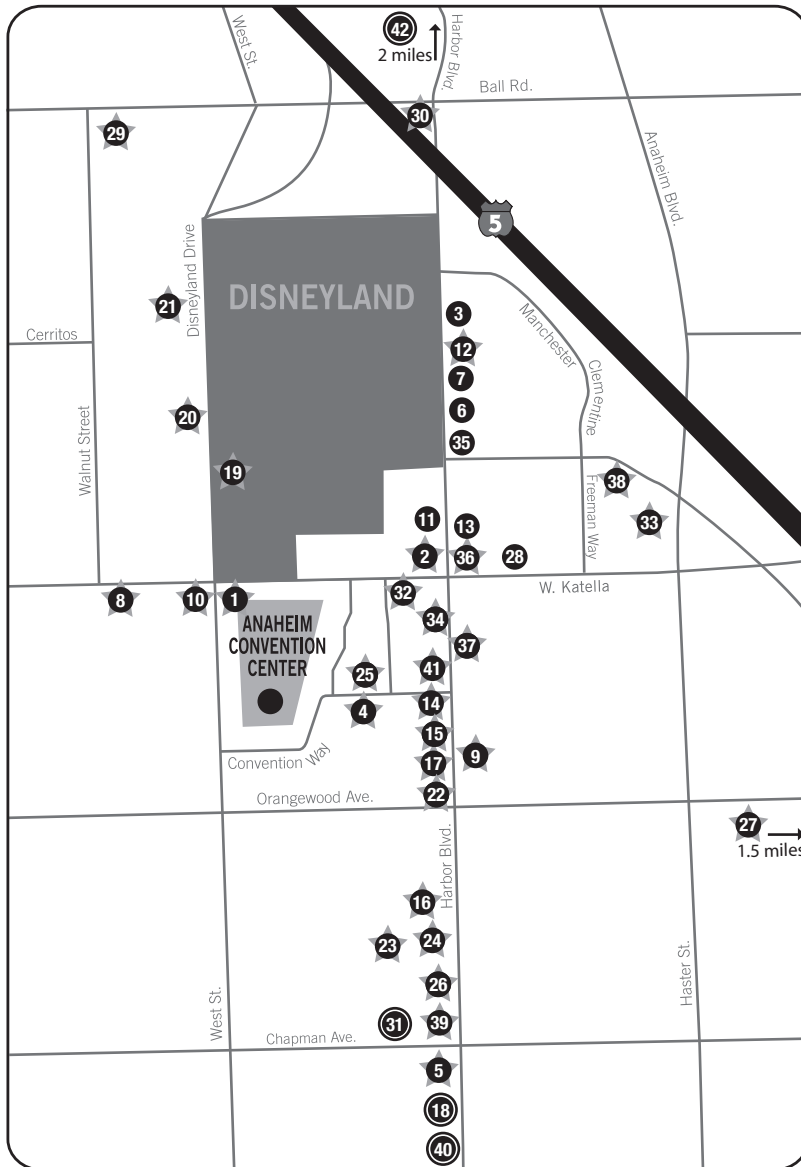 42
2 miles
West St.
Harbor Blvd.
Ball Rd.
30
29
Anaheim Blvd.
5
Disneyland Drive
DISNEYLAND
21
3
Manchester
Cerritos
12
7
Clementine
20
6
Walnut Street
35
19
38
Freeman Way
33
11
13
2
36
28
W. Katella
8
10
1
32
34
ANAHEIM
CONVENTION
CENTER
37
41
25
14
4
15
9
17
Convention Way
22
Orangewood Ave.
27
1.5 miles
Harbor Blvd.
16
23
24
Haster St.
26
West St.
31
39
Chapman Ave.
5
18
40